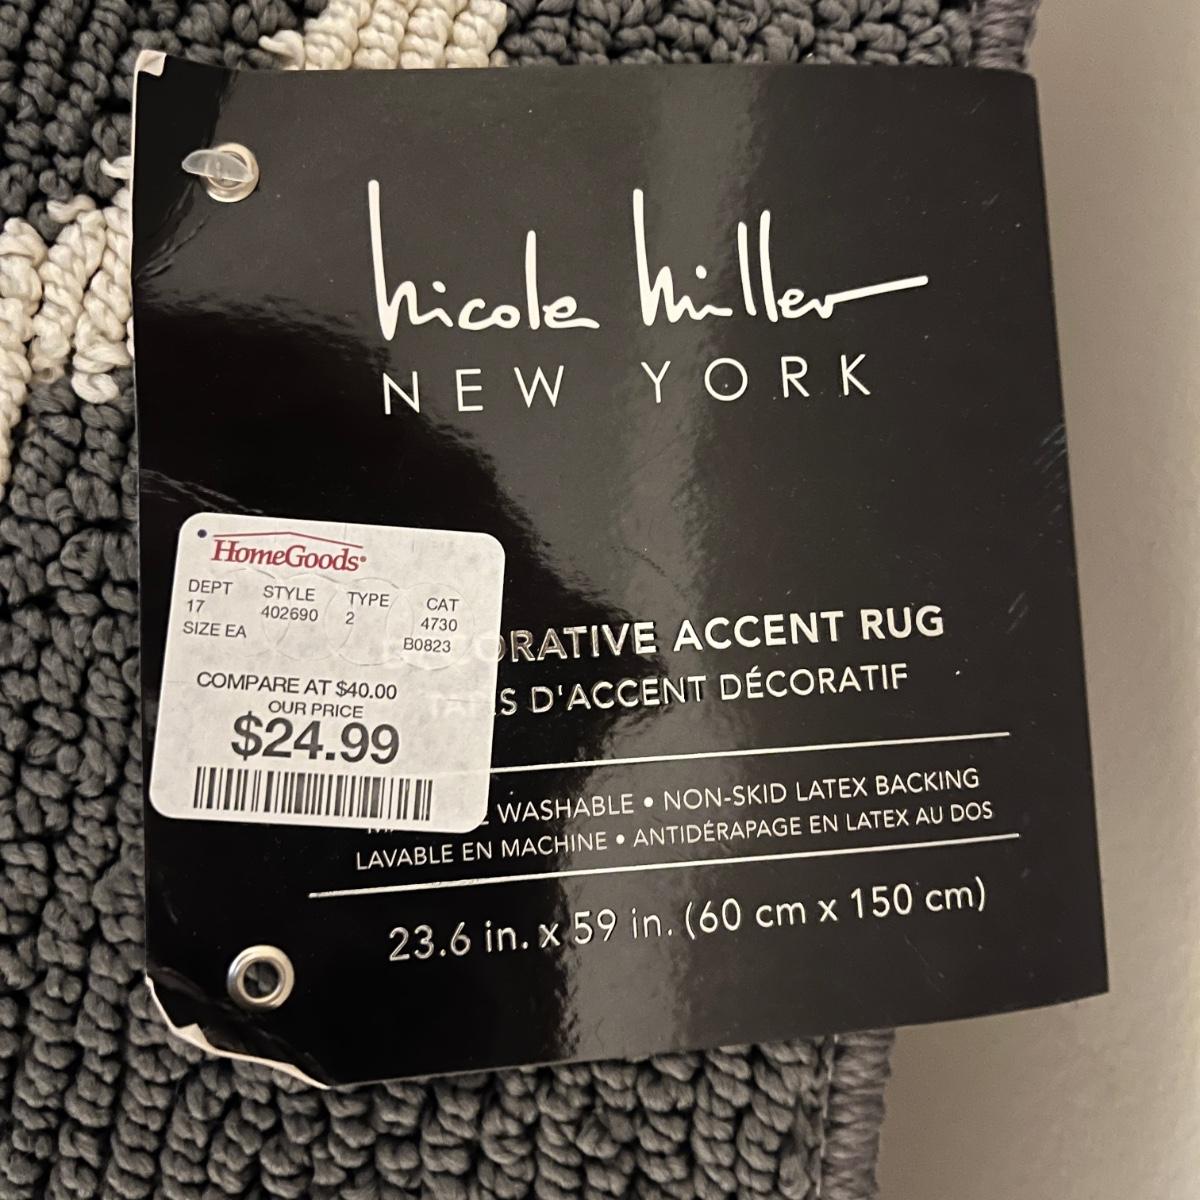 nicole miller
NEW YORK
HomeGoods
DEPT STYLE TYPE CAT
17 402690 2 4730
SIZE EA B0823
COMPARE AT $40.00
OUR PRICE
$24.99
ORATIVE ACCENT RUG
S D'ACCENT DÉCORATIF
WASHABLE • NON-SKID LATEX BACKING
LAVABLE EN MACHINE • ANTIDÉRAPAGE EN LATEX AU DOS
23.6 in. x 59 in. (60 cm x 150 cm)